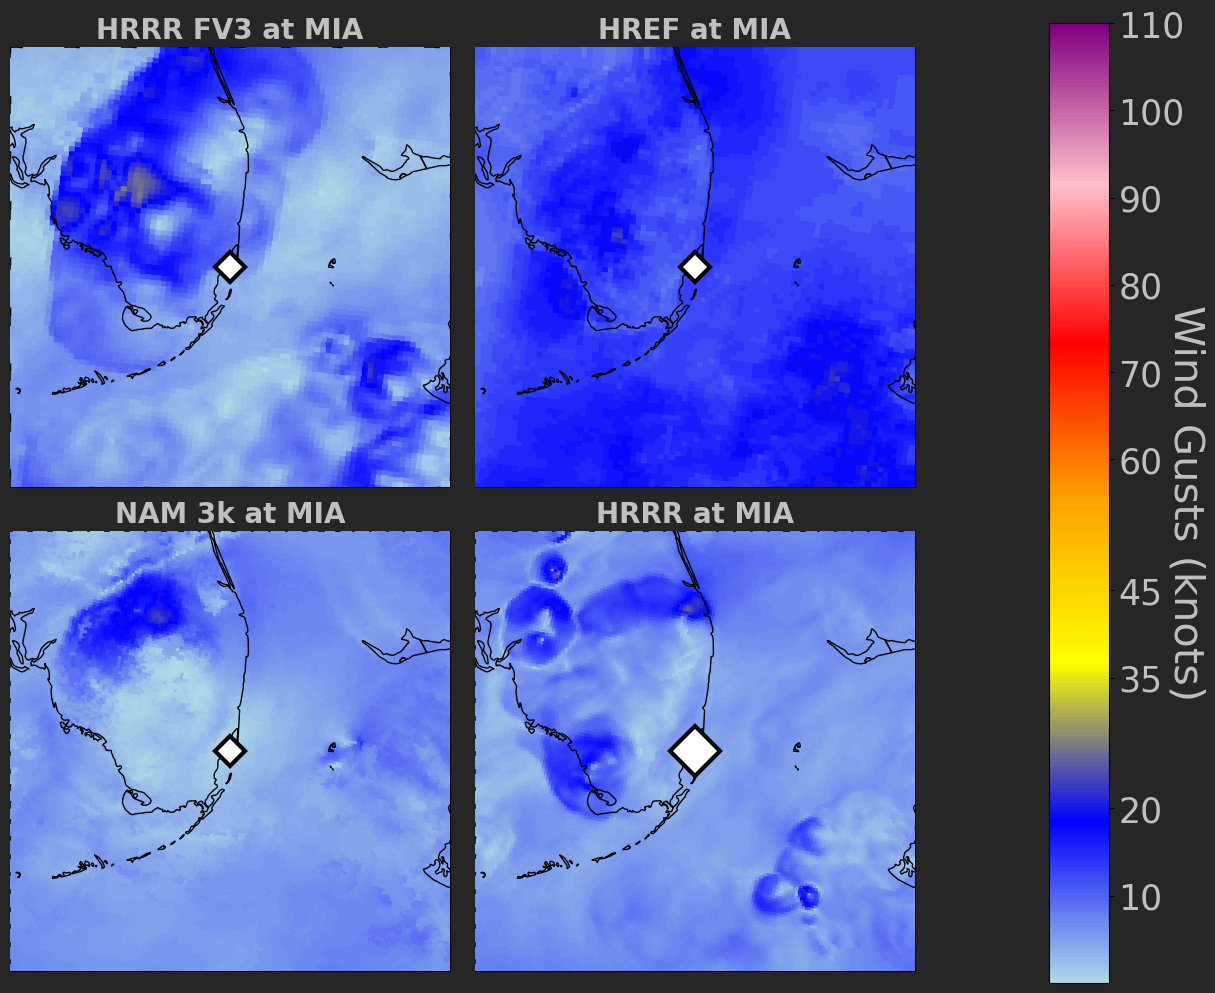 HRRR FV3 at MIA
HREF at MIA
NAM 3k at MIA
HRRR at MIA
110
100
90
80
70
60
45
35
20
10
Wind Gusts (knots)